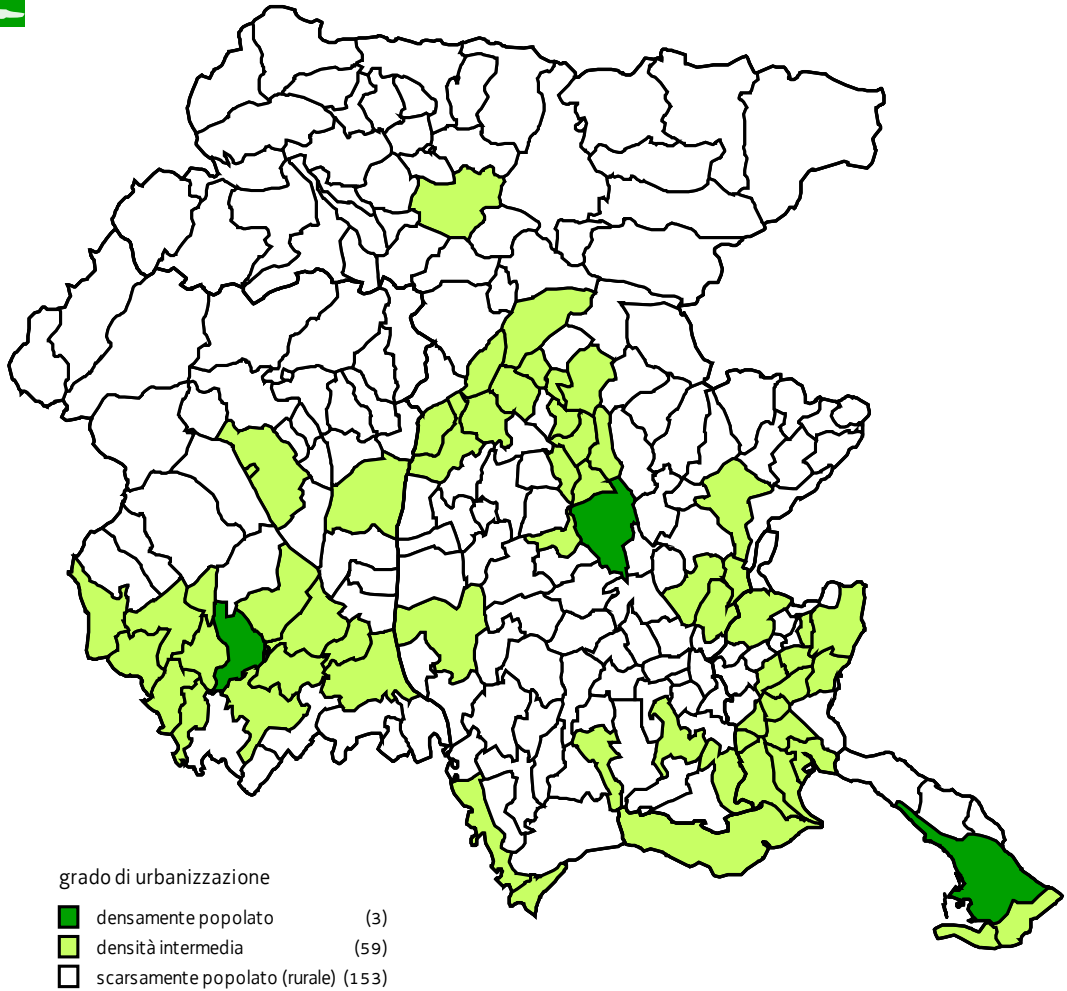 grado di urbanizzazione
densamente popolato (3)
densità intermedia (59)
scarsamente popolato (rurale) (153)